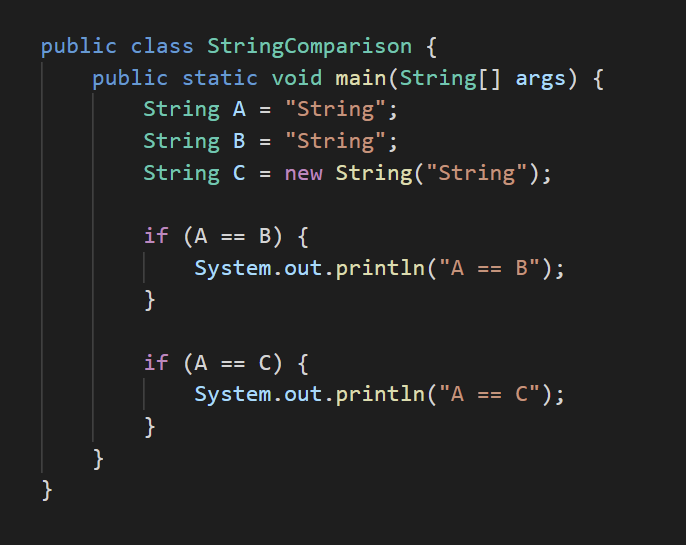 public class StringComparison {
    public static void main(String[] args) {
        String A = "String";
        String B = "String";
        String C = new String("String");

        if (A == B) {
            System.out.println("A == B");
        }

        if (A == C) {
            System.out.println("A == C");
        }
    }
}